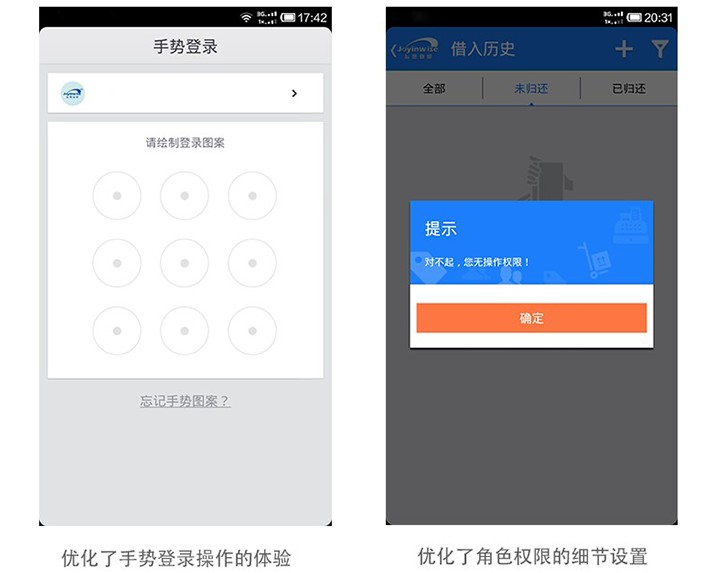 17:42
手势登录
请绘制登录图案
忘记手势图案？
优化了手势登录操作的体验
20:31
Joyinwise
借入历史
全部
未归还
已归还
提示
对不起，您无操作权限！
确定
优化了角色权限的细节设置